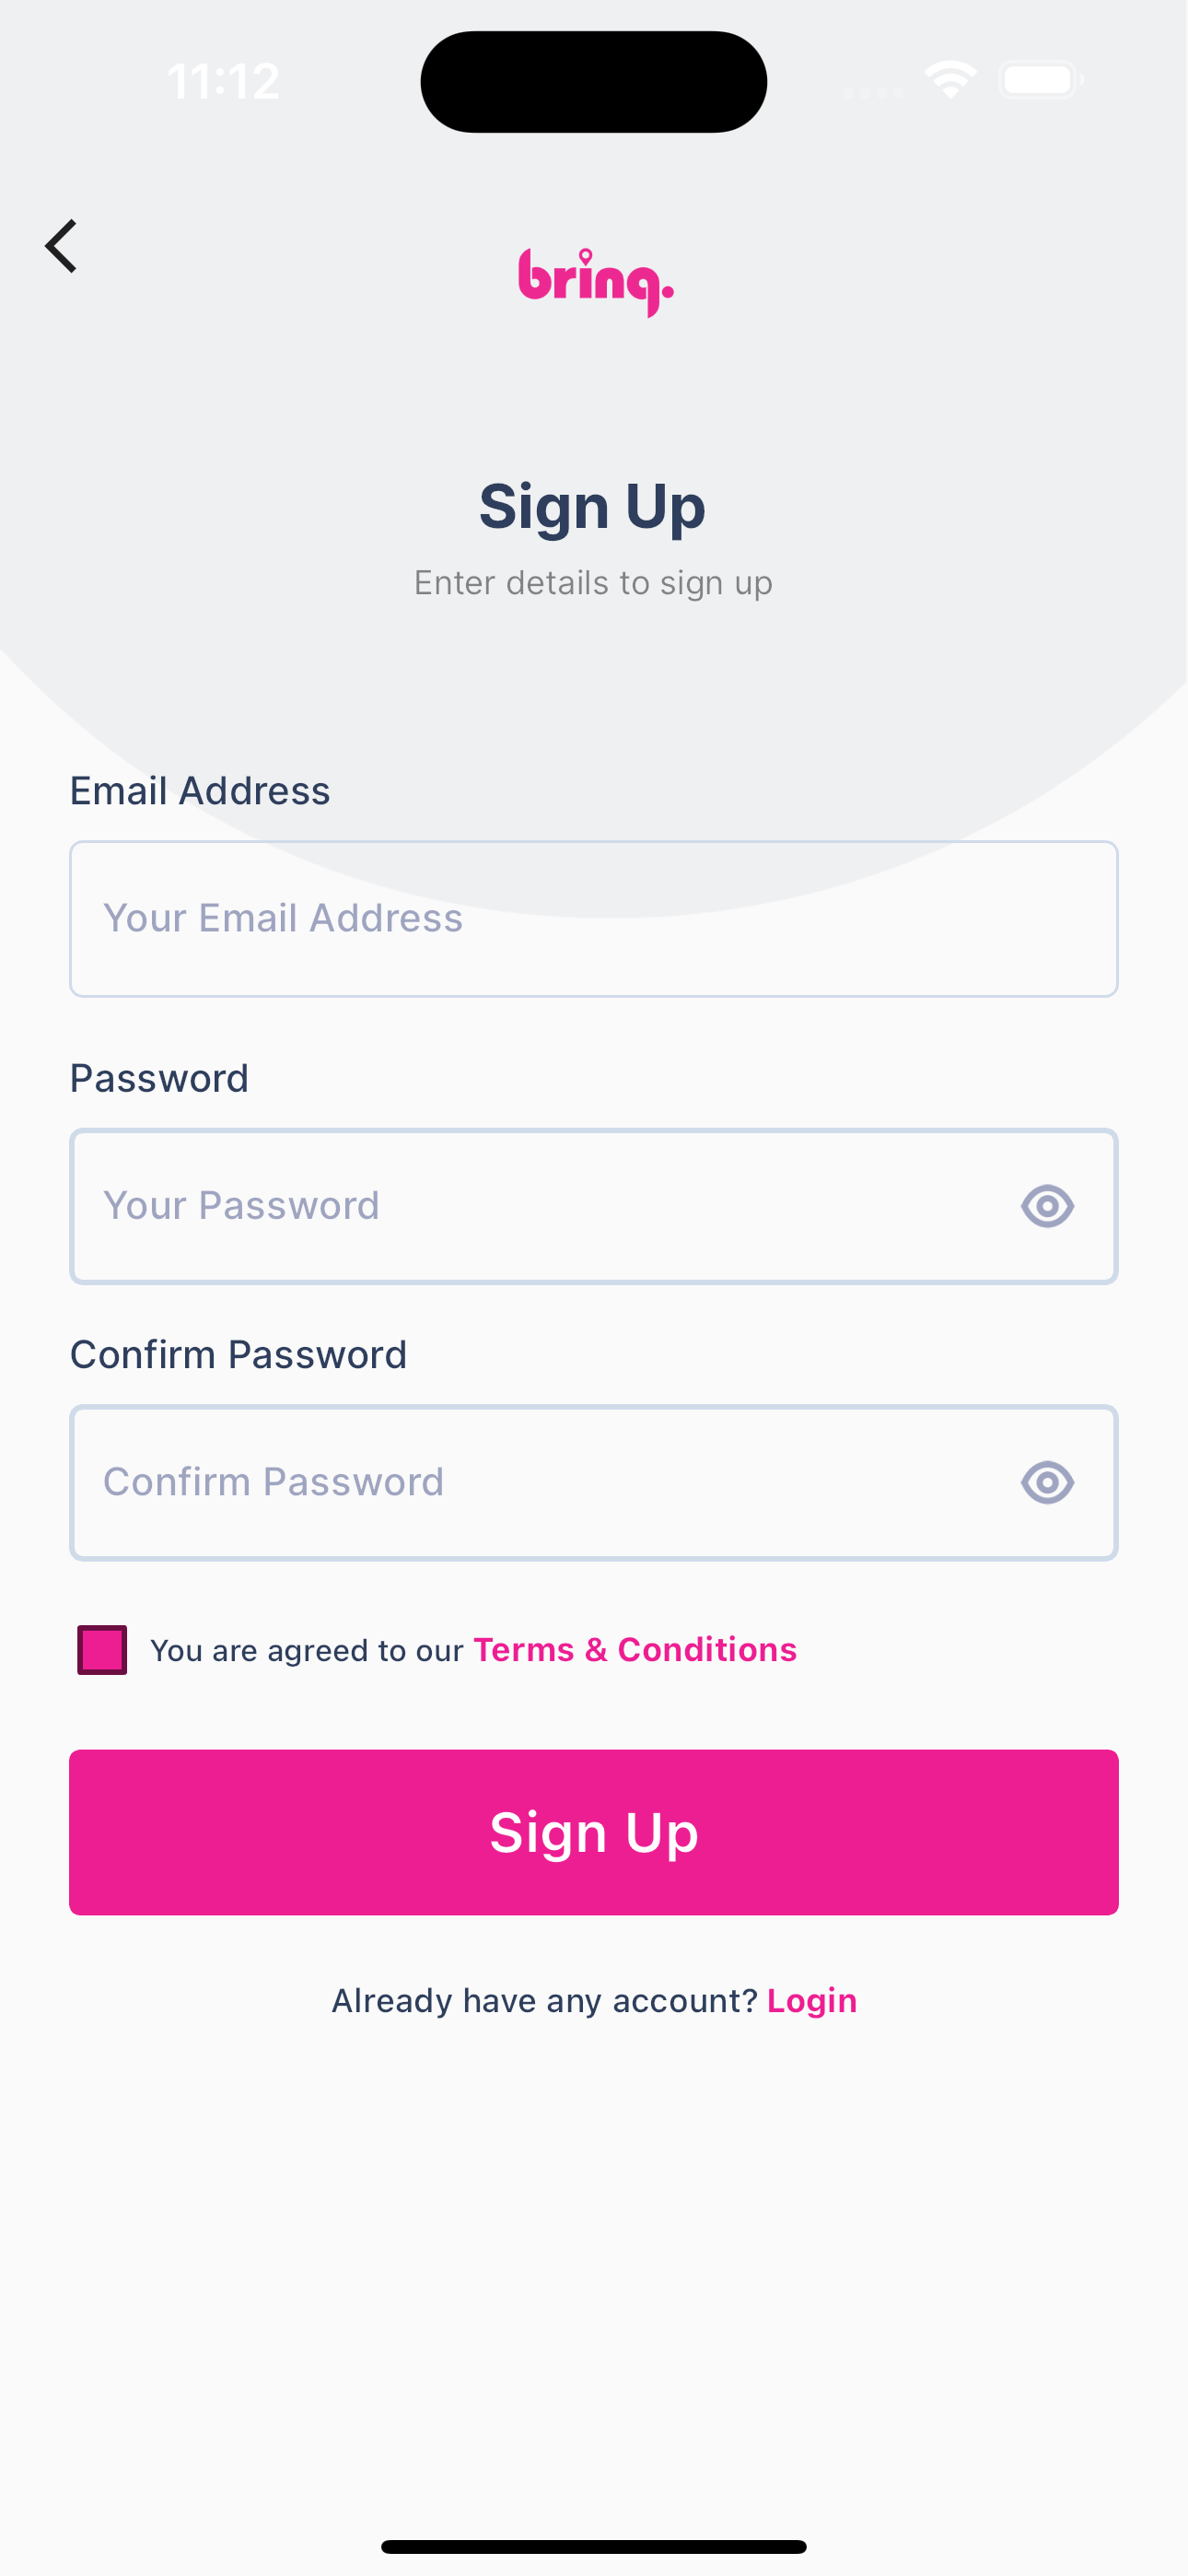 11:12
bring.
Sign Up
Enter details to sign up
Email Address
Your Email Address
Password
Your Password
Confirm Password
Confirm Password
You are agreed to our Terms & Conditions
Sign Up
Already have any account? Login